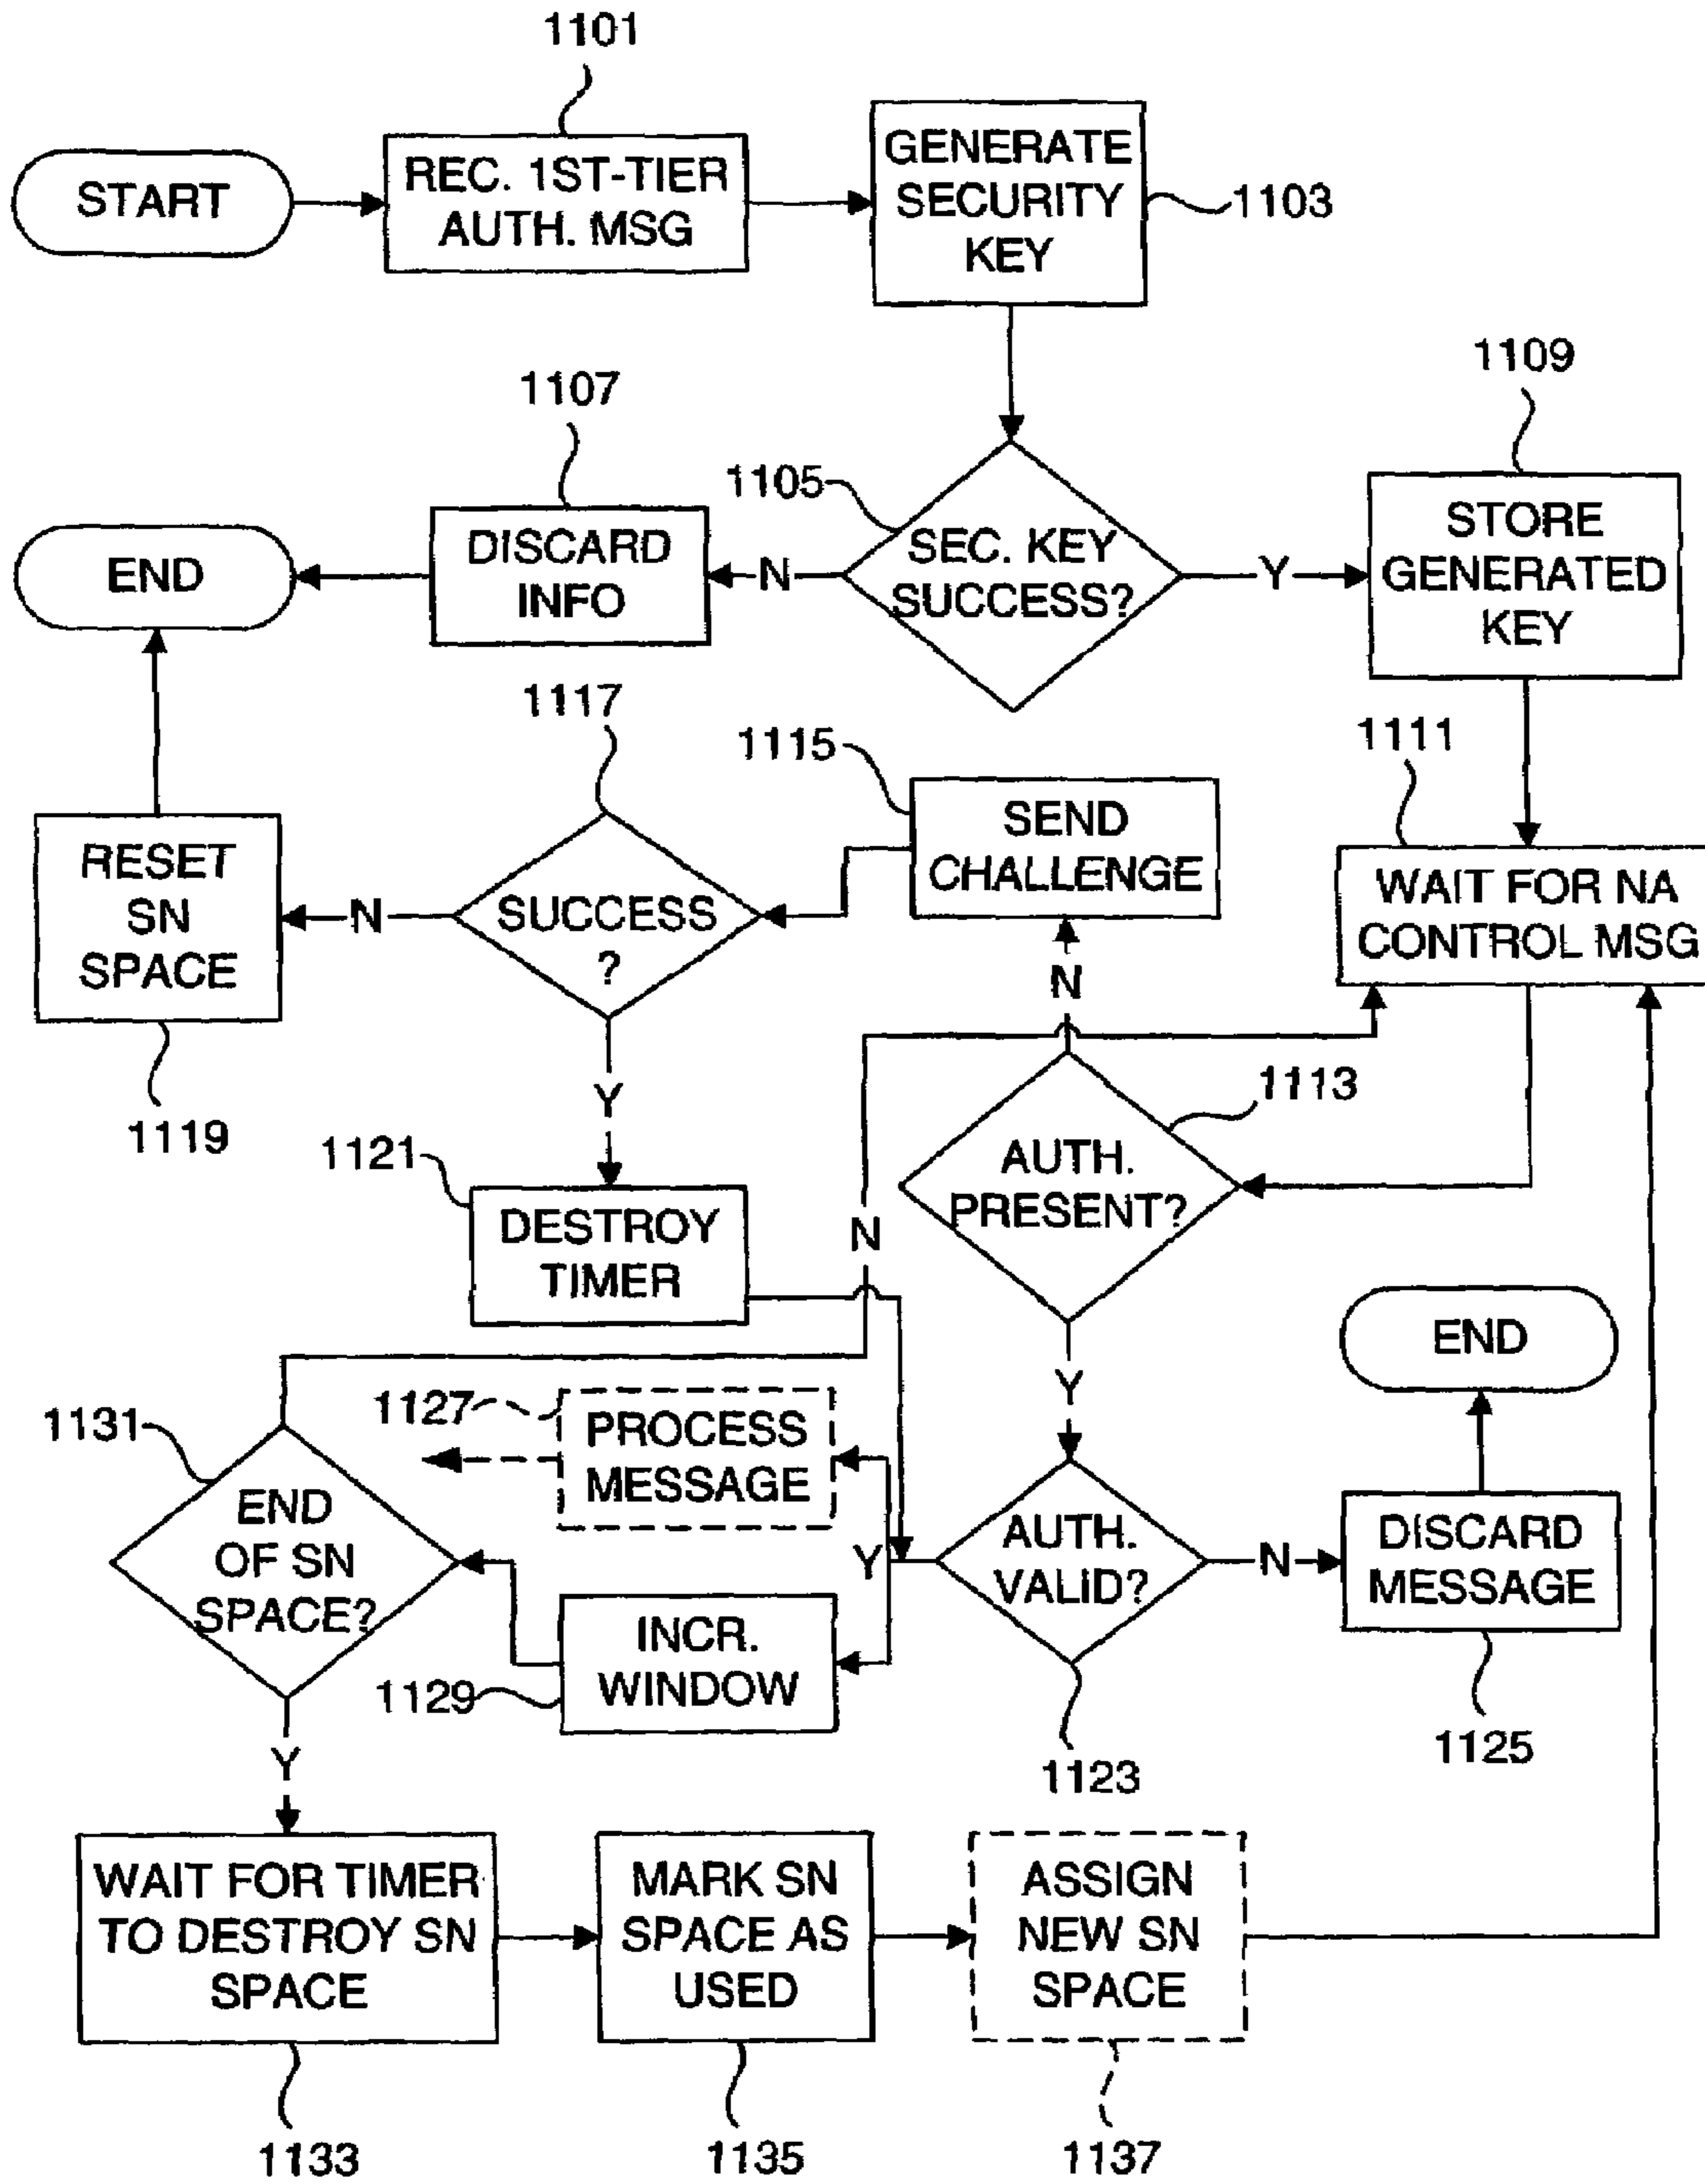 1101
START
REC. 1ST-TIER
AUTH. MSG
GENERATE
SECURITY
KEY
1103
1107
1109
1105
END
DISCARD
INFO
N
SEC. KEY
SUCCESS?
Y
STORE
GENERATED
KEY
1117
1115
1111
RESET
SN
SPACE
N
SUCCESS
?
SEND
CHALLENGE
WAIT FOR NA
CONTROL MSG
N
1119
Y
1113
1121
DESTROY
TIMER
N
AUTH.
PRESENT?
END
Y
1131
1127
PROCESS
MESSAGE
END
OF SN
SPACE?
Y
AUTH.
VALID?
N
DISCARD
MESSAGE
INCR.
WINDOW
1129
1123
1125
Y
WAIT FOR TIMER
TO DESTROY SN
SPACE
MARK SN
SPACE AS
USED
ASSIGN
NEW SN
SPACE
1133
1135
1137